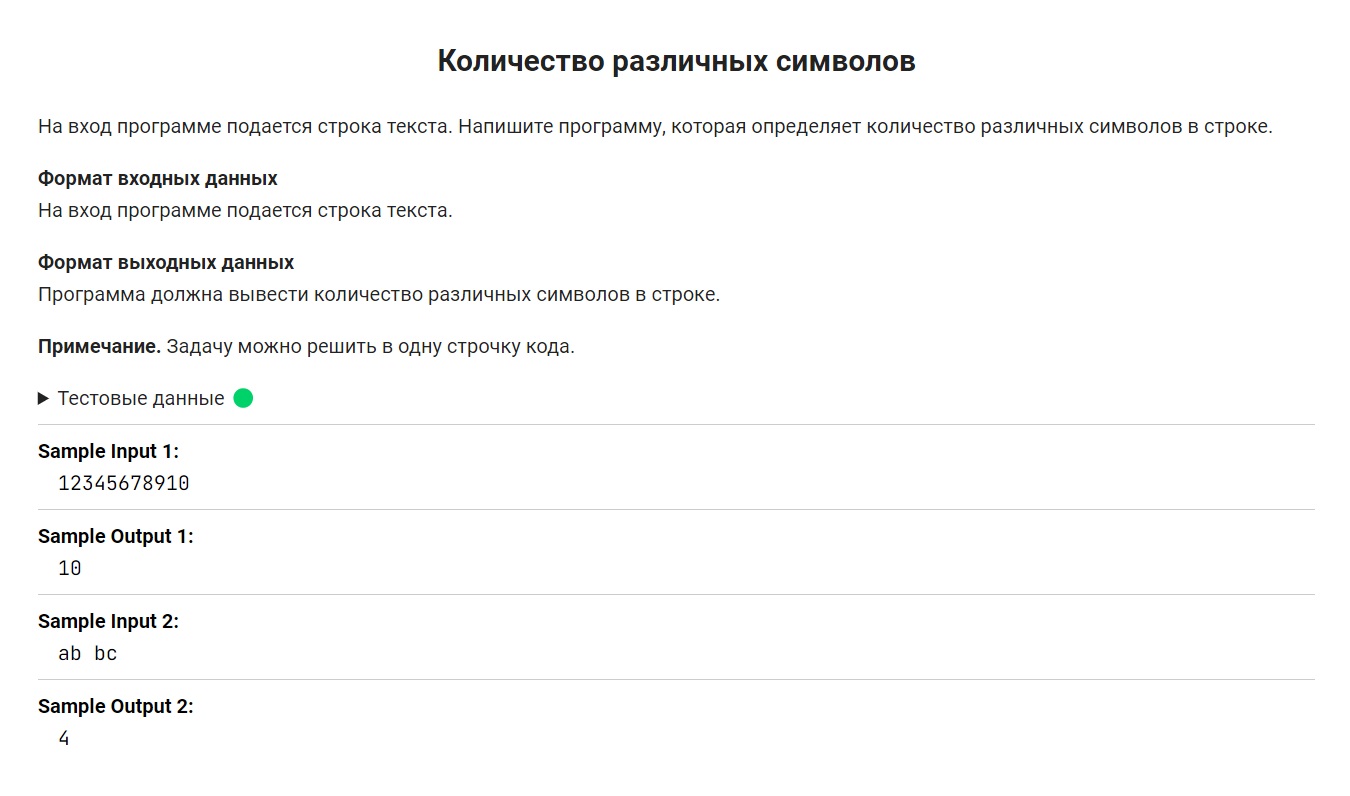 Количество различных символов
На вход программе подается строка текста. Напишите программу, которая определяет количество различных символов в строке.
Формат входных данных
На вход программе подается строка текста.
Формат выходных данных
Программа должна вывести количество различных символов в строке.
Примечание. Задачу можно решить в одну строчку кода.
Тестовые данные
Sample Input 1:
12345678910
Sample Output 1:
10
Sample Input 2:
ab bc
Sample Output 2:
4